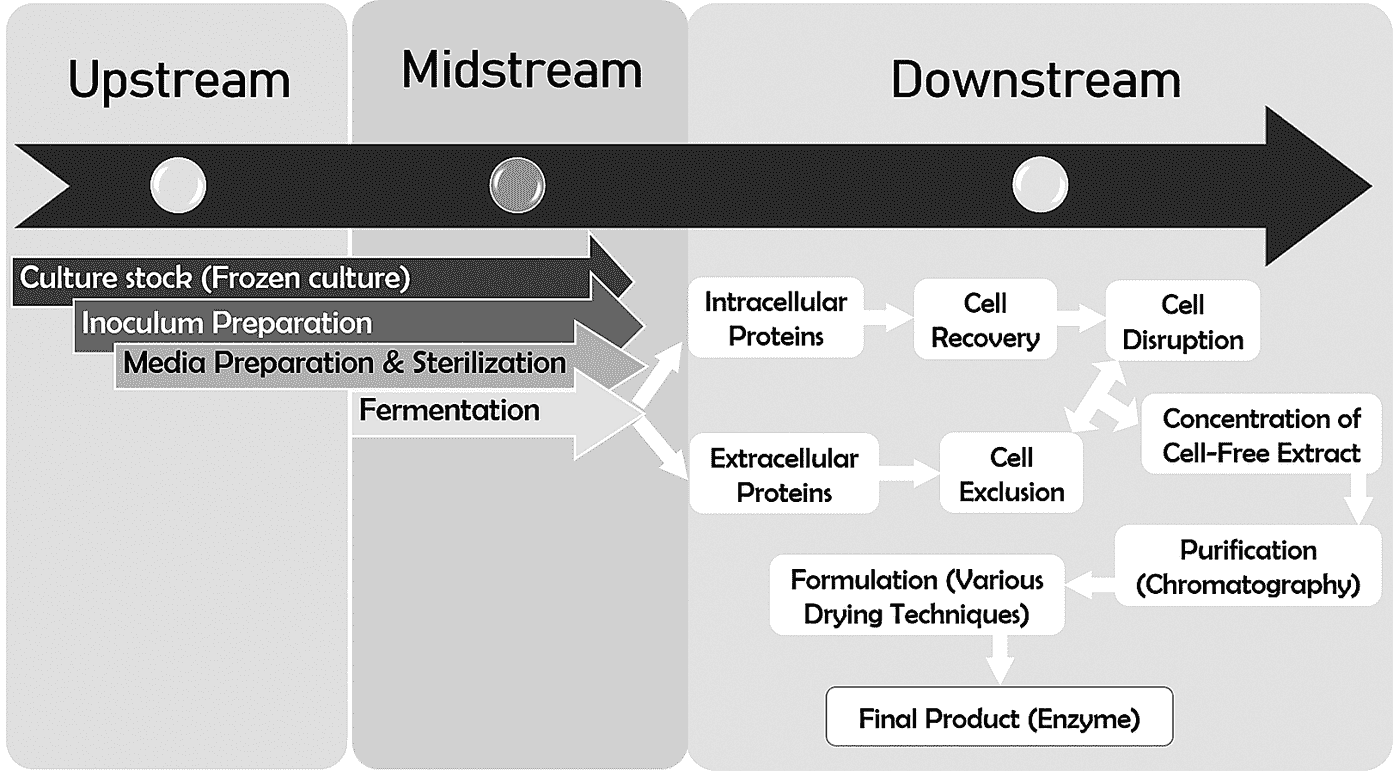 Upstream
Midstream
Downstream
Culture stock (Frozen culture)
Inoculum Preparation
Media Preparation & Sterilization
Fermentation
Intracellular
Proteins
Cell
Recovery
Cell
Disruption
Extracellular
Proteins
Cell
Exclusion
Concentration of
Cell-Free Extract
Purification
(Chromatography)
Formulation (Various
Drying Techniques)
Final Product (Enzyme)